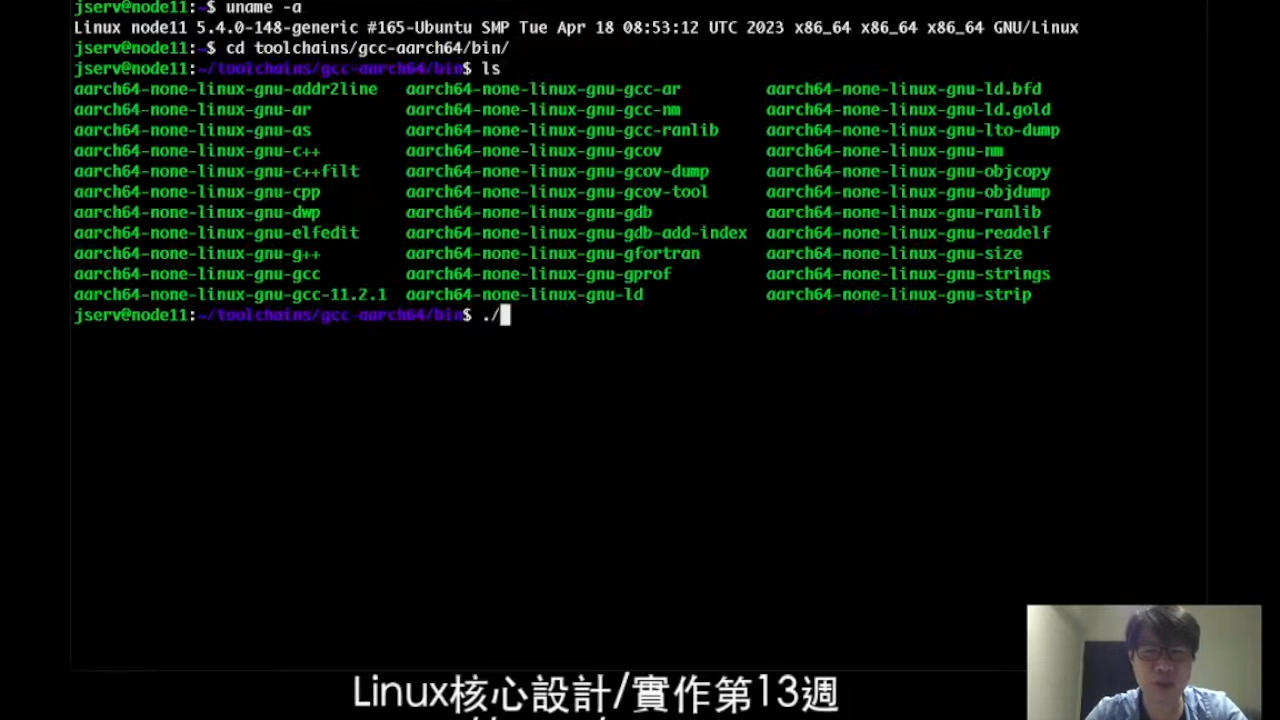 jserv@node11:~$ uname -a
Linux node11 5.4.0-148-generic #165-Ubuntu SMP Tue Apr 18 08:53:12 UTC 2023 x86_64 x86_64 x86_64 GNU/Linux
jserv@node11:~$ cd toolchains/gcc-aarch64/bin/
jserv@node11:~/toolchains/gcc-aarch64/bin$ ls
aarch64-none-linux-gnu-addr2line aarch64-none-linux-gnu-gcc-ar aarch64-none-linux-gnu-ld.bfd
aarch64-none-linux-gnu-ar aarch64-none-linux-gnu-gcc-nm aarch64-none-linux-gnu-ld.gold
aarch64-none-linux-gnu-as aarch64-none-linux-gnu-gcc-ranlib aarch64-none-linux-gnu-lto-dump
aarch64-none-linux-gnu-c++ aarch64-none-linux-gnu-gcov aarch64-none-linux-gnu-nm
aarch64-none-linux-gnu-c++filt aarch64-none-linux-gnu-gcov-dump aarch64-none-linux-gnu-objcopy
aarch64-none-linux-gnu-cpp aarch64-none-linux-gnu-gcov-tool aarch64-none-linux-gnu-objdump
aarch64-none-linux-gnu-dwp aarch64-none-linux-gnu-gdb aarch64-none-linux-gnu-ranlib
aarch64-none-linux-gnu-elfedit aarch64-none-linux-gnu-gdb-add-index aarch64-none-linux-gnu-readelf
aarch64-none-linux-gnu-g++ aarch64-none-linux-gnu-gfortran aarch64-none-linux-gnu-size
aarch64-none-linux-gnu-gcc aarch64-none-linux-gnu-gprof aarch64-none-linux-gnu-strings
aarch64-none-linux-gnu-gcc-11.2.1 aarch64-none-linux-gnu-ld aarch64-none-linux-gnu-strip
jserv@node11:~/toolchains/gcc-aarch64/bin$ ./
Linux核心設計/實作第13週